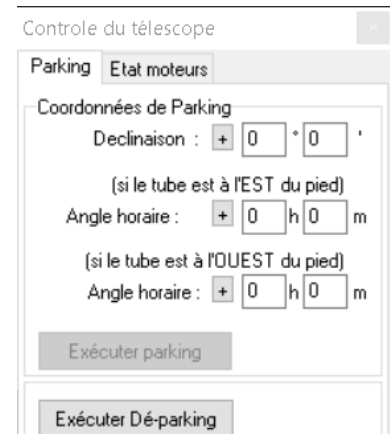 Controle du télescope
Parking Etat moteurs
Coordonnées de Parking
Declinaison : + 0 ° 0 '
(si le tube est à l'EST du pied)
Angle horaire : + 0 h 0 m
(si le tube est à l'OUEST du pied)
Angle horaire : + 0 h 0 m
Exécuter parking
Exécuter Dé-parking